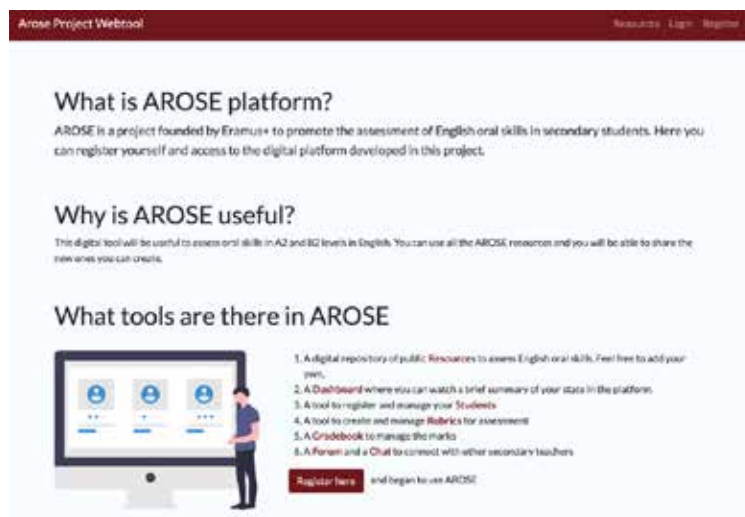 Arose Project Webtool
Resources Login Register
What is AROSE platform?
AROSE is a project founded by Eramus+ to promote the assessment of English oral skills in secondary students. Here you
can register yourself and access to the digital platform developed in this project.
Why is AROSE useful?
This digital tool will be useful to assess oral skills in A2 and B2 levels in English. You can use all the AROSE resources and you will be able to share the
new ones you can create.
What tools are there in AROSE
1. A digital repository of public Resources to assess English oral skills. Feel free to add your
own.
2. A Dashboard where you can watch a brief summary of your stats in the platform
3. A tool to register and manage your Students
4. A tool to create and manage Rubrics for assessment
5. A Gradebook to manage the marks
6. A Forum and a Chat to connect with other secondary teachers
Register here and began to use AROSE